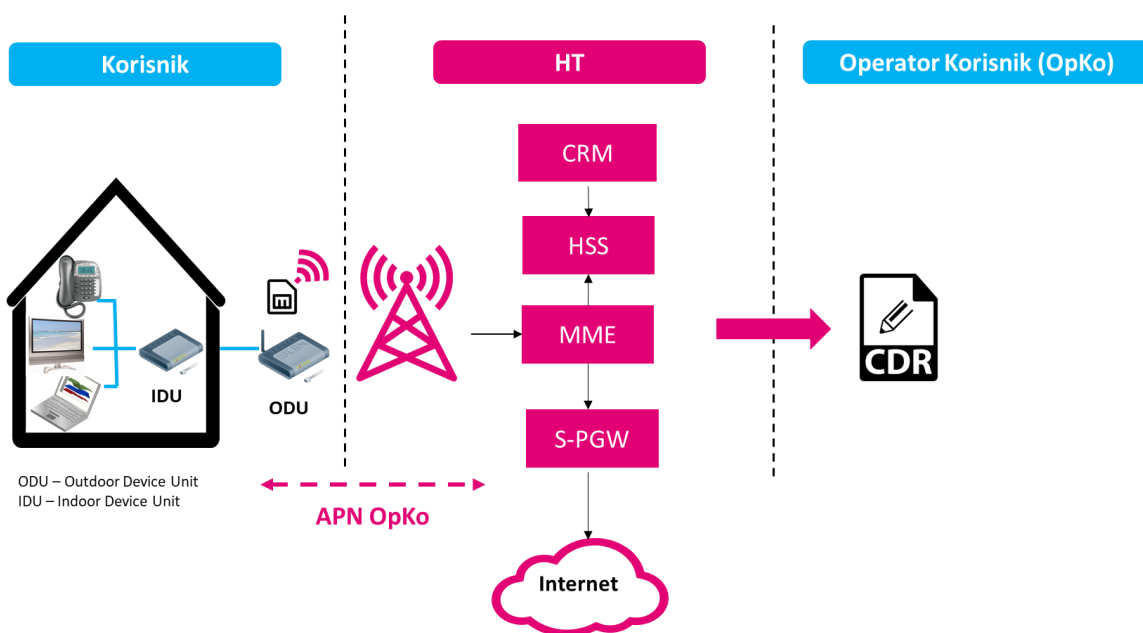 Korisnik
HT
Operator Korisnik (OpKo)
CRM
HSS
MME
S-PGW
IDU
ODU
CDR
ODU – Outdoor Device Unit
IDU – Indoor Device Unit
APN OpKo
Internet